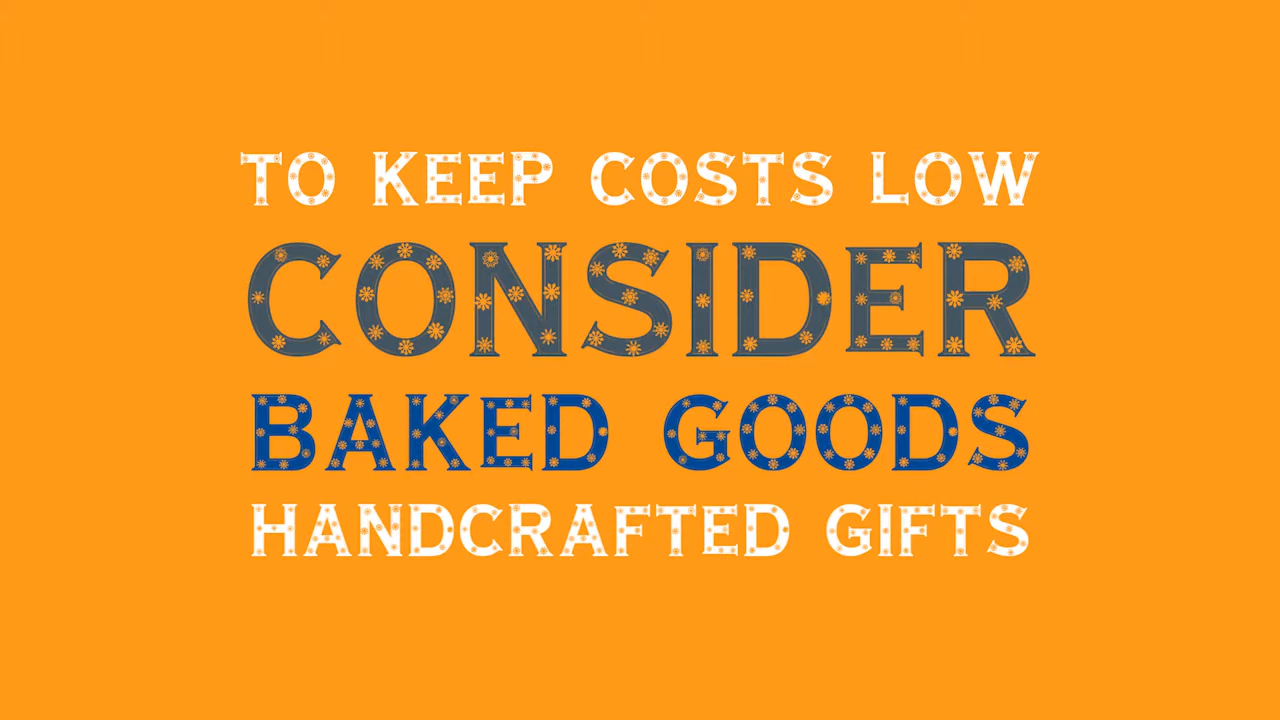 TO KEEP COSTS LOW
CONSIDER
BAKED GOODS
HANDCRAFTED GIFTS